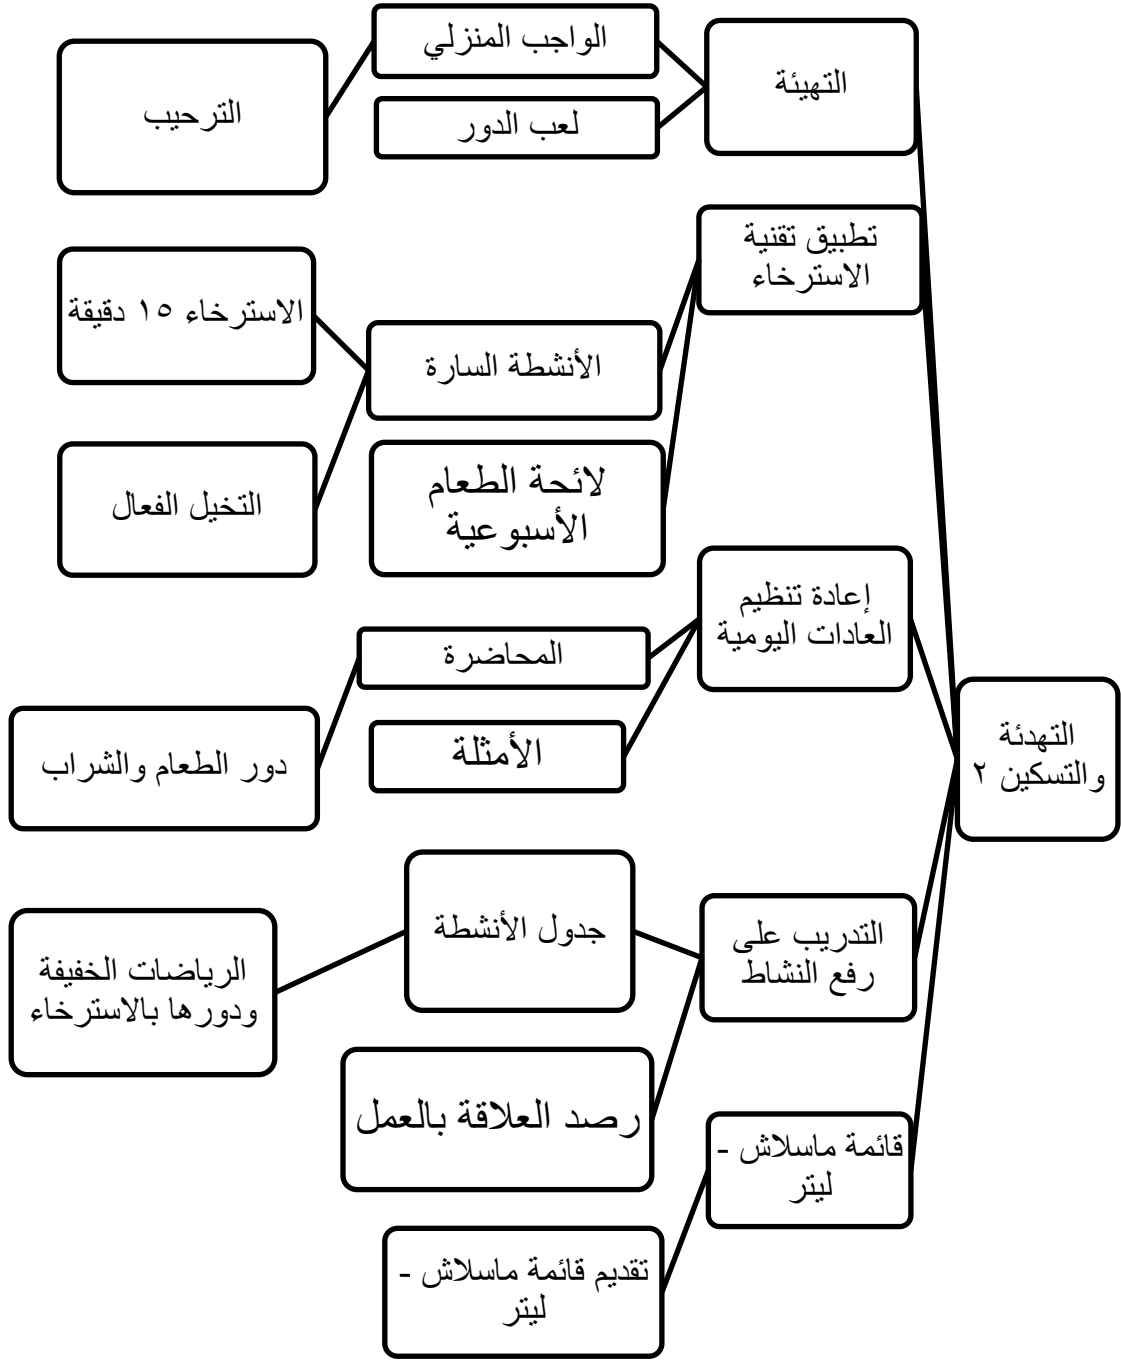 التهيئة
الواجب المنزلي
لعب الدور
الترحيب
تطبيق تقنية
الاسترخاء
الأنشطة السارة
الاسترخاء ١٥ دقيقة
التخيل الفعال
لائحة الطعام
الأسبوعية
إعادة تنظيم
العادات اليومية
المحاضرة
دور الطعام والشراب
الأمثلة
التهدئة
والتسكين ٢
التدريب على
رفع النشاط
جدول الأنشطة
الرياضات الخفيفة
ودورها بالاسترخاء
رصد العلاقة بالعمل
قائمة ماسلاش -
ليتر
تقديم قائمة ماسلاش -
ليتر